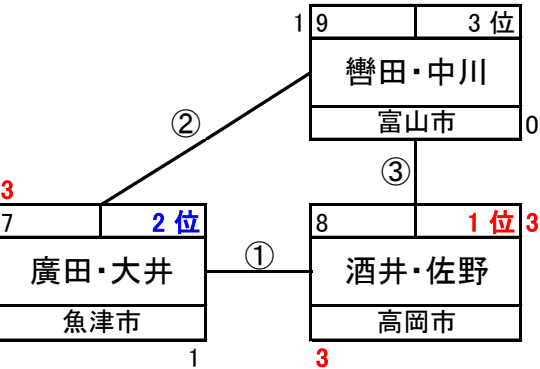 1 9 3 位
轡田・中川
富山市 0
②
③
3
7 2 位
廣田・大井
魚津市
1
①
8 1 位 3
酒井・佐野
高岡市
3